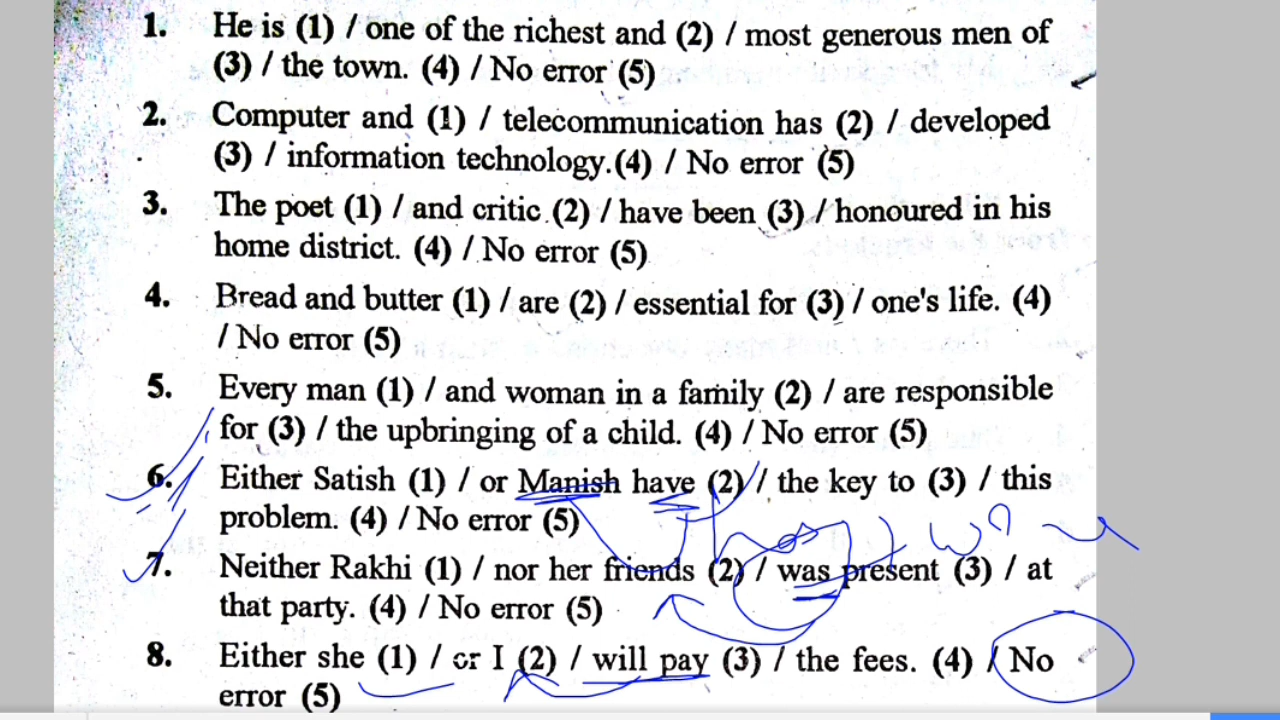 1. He is (1) / one of the richest and (2) / most generous men of
(3) / the town. (4) / No error (5)
2. Computer and (1) / telecommunication has (2) / developed
(3) / information technology. (4) / No error (5)
3. The poet (1) / and critic (2) / have been (3) / honoured in his
home district. (4) / No error (5)
4. Bread and butter (1) / are (2) / essential for (3) / one's life. (4)
/ No error (5)
5. Every man (1) / and woman in a family (2) / are responsible
for (3) / the upbringing of a child. (4) / No error (5)
6. Either Satish (1) / or Manish have (2) / the key to (3) / this
problem. (4) / No error (5)
has
7. Neither Rakhi (1) / nor her friends (2) / was present (3) / at
that party. (4) / No error (5)
8. Either she (1) / or I (2) / will pay (3) / the fees. (4) / No
error (5)